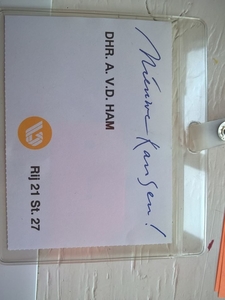 Nieuwe Kansen!
DHR. A. V.D. HAM
Rij 21 St. 27